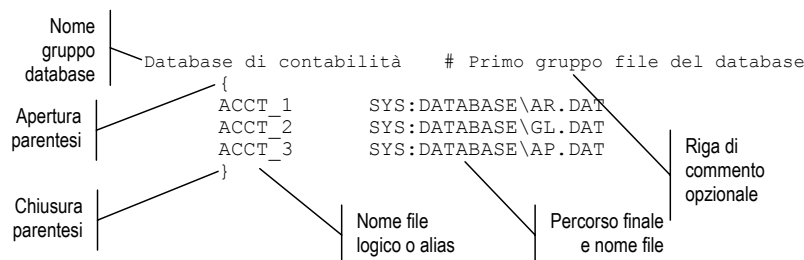 Nome
gruppo
database
Database di contabilità # Primo gruppo file del database
{
Apertura
parentesi
ACCT_1 SYS:DATABASE\AR.DAT
ACCT_2 SYS:DATABASE\GL.DAT
ACCT_3 SYS:DATABASE\AP.DAT
}
Riga di
commento
opzionale
Chiusura
parentesi
Nome file
logico o alias
Percorso finale
e nome file